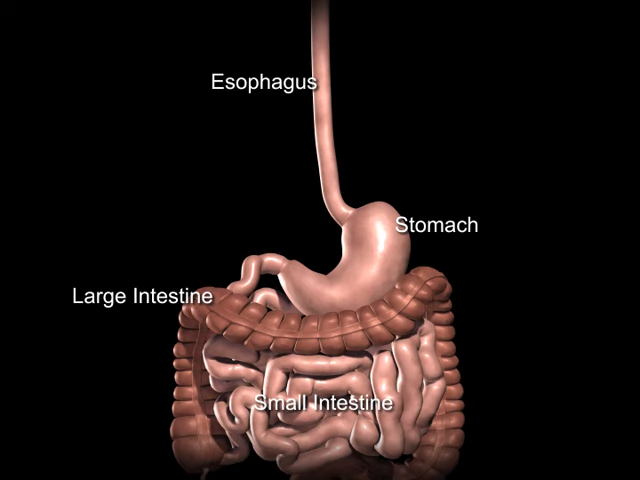 Esophagus
Stomach
Large Intestine
Small Intestine